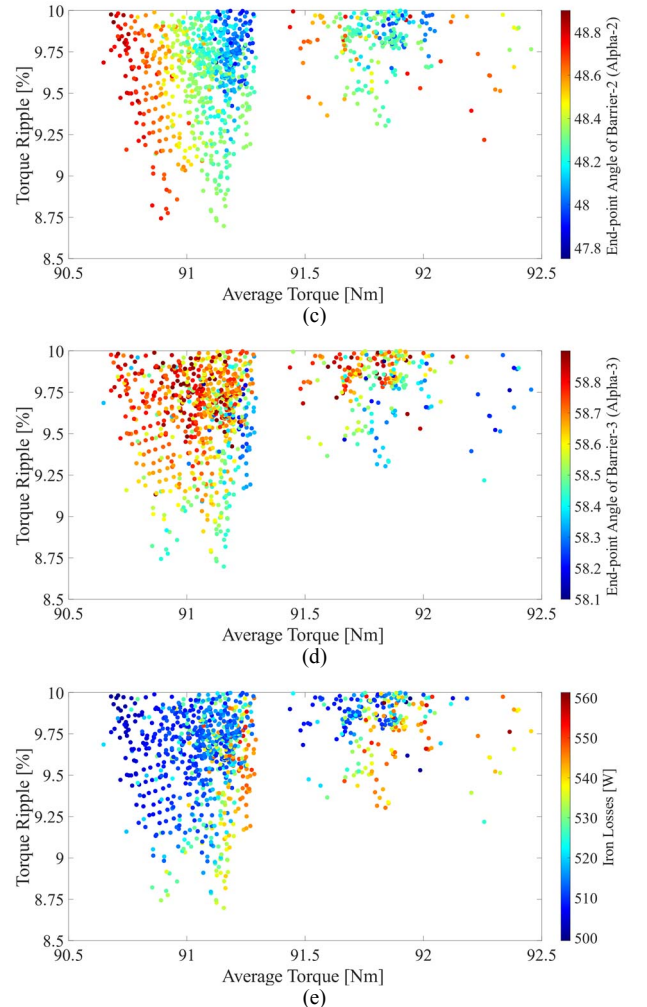 10
9.75
9.5
9.25
9
8.75
8.5
Torque Ripple [%]
90.5 91 91.5 92 92.5
Average Torque [Nm]
48.8
48.6
48.4
48.2
48
47.8
End-point Angle of Barrier-2 (Alpha-2)
(c)
10
9.75
9.5
9.25
9
8.75
8.5
Torque Ripple [%]
90.5 91 91.5 92 92.5
Average Torque [Nm]
58.8
58.7
58.6
58.5
58.4
58.3
58.2
58.1
End-point Angle of Barrier-3 (Alpha-3)
(d)
10
9.75
9.5
9.25
9
8.75
8.5
Torque Ripple [%]
90.5 91 91.5 92 92.5
Average Torque [Nm]
560
550
540
530
520
510
500
Iron Losses [W]
(e)